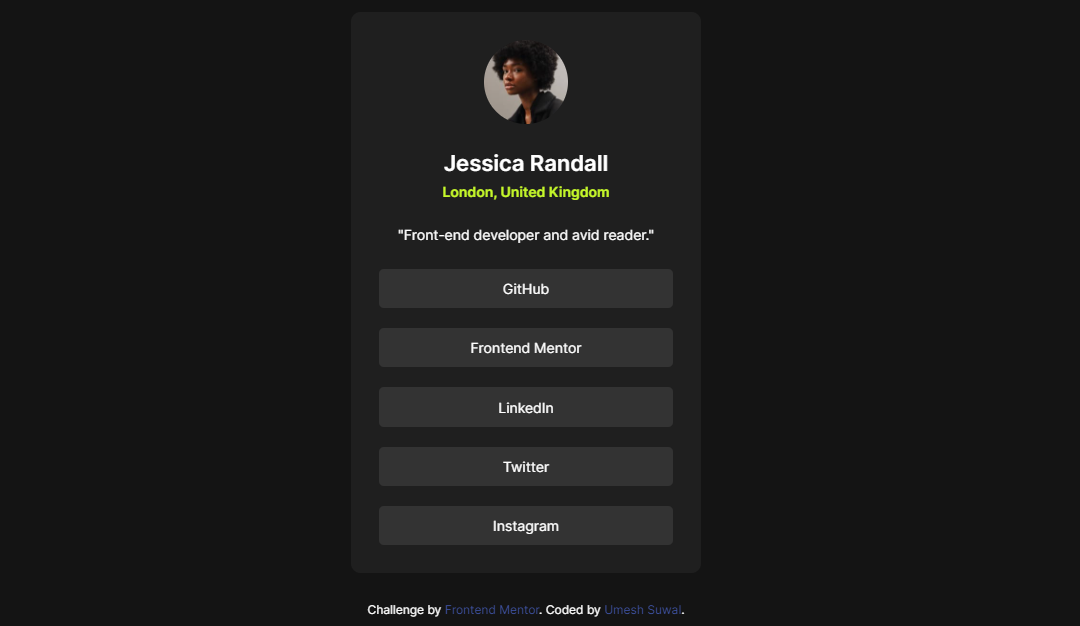 Jessica Randall
London, United Kingdom
"Front-end developer and avid reader."
GitHub
Frontend Mentor
LinkedIn
Twitter
Instagram
Challenge by Frontend Mentor. Coded by Umesh Suwal.